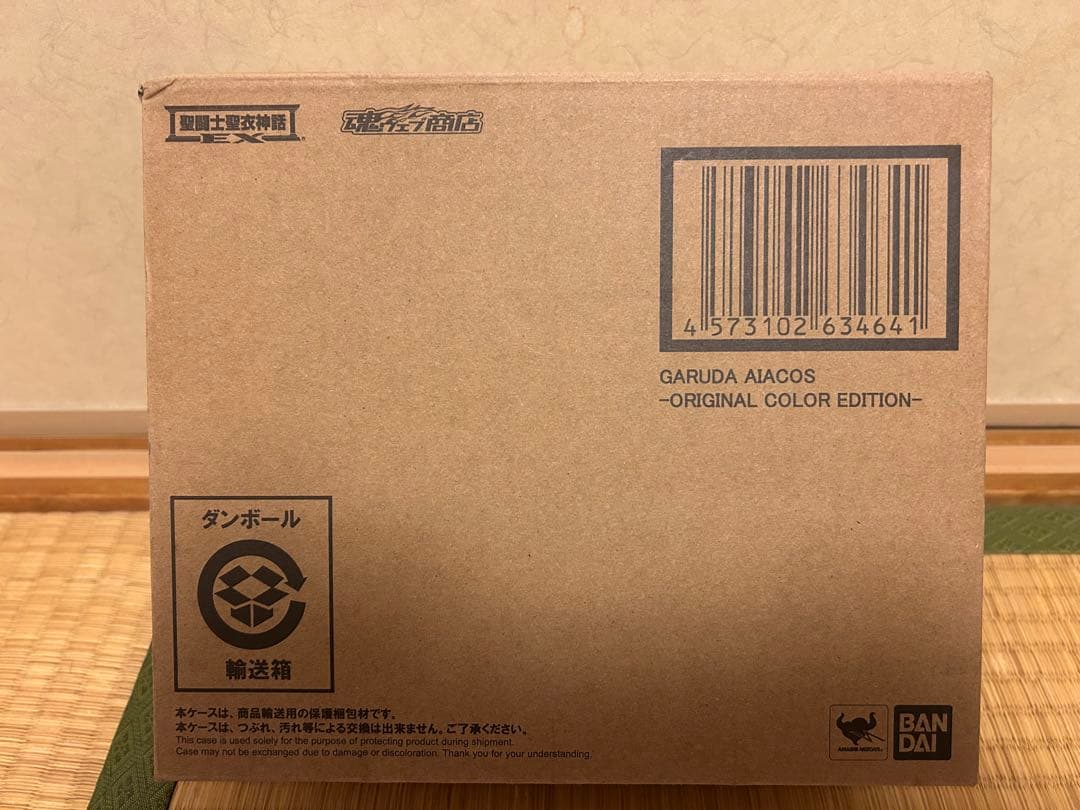 聖闘士聖衣神話
EX
魂ウェブ商店
4 573102 634641
GARUDA AIACOS
-ORIGINAL COLOR EDITION-
ダンボール
輸送箱
本ケースは、商品輸送用の保護梱包材です。
本ケースは、つぶれ、汚れ等による交換は出来ません。ご了承ください。
This case is used solely for the purpose of protecting product during shipment.
Case may not be exchanged due to damage or discoloration. Thank you for your understanding.
BAN
DAI